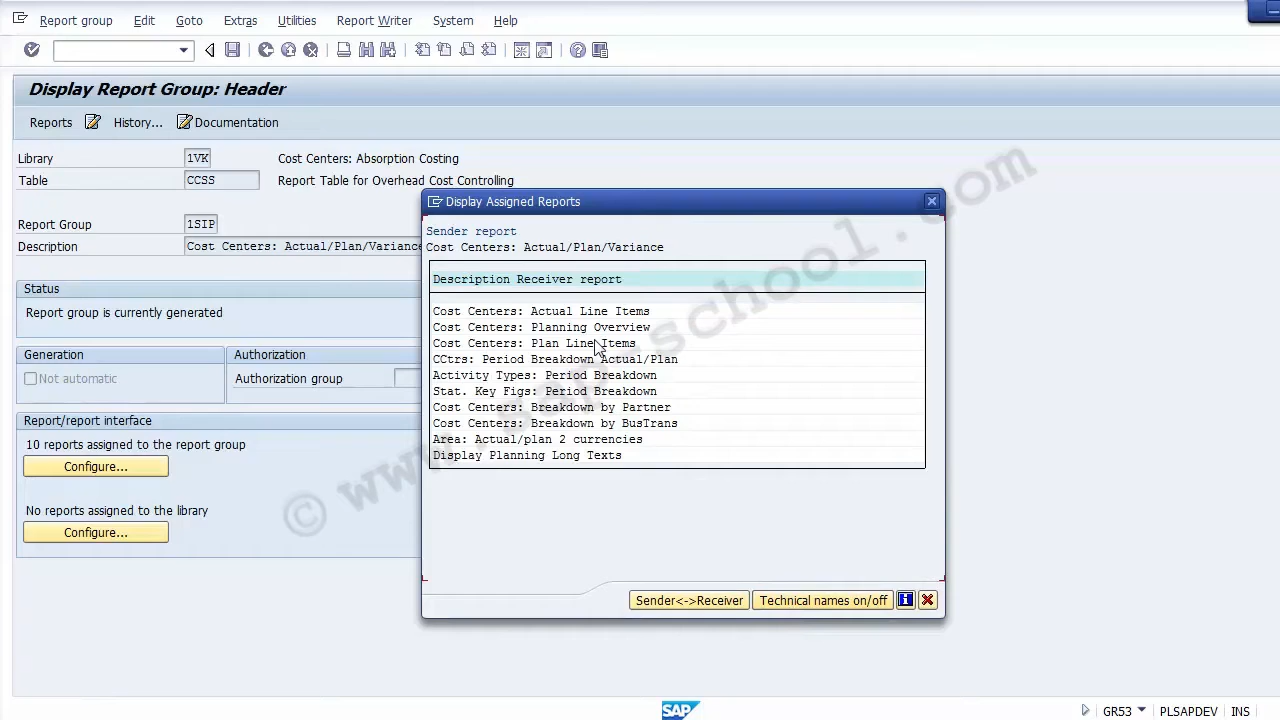 Report group Edit Goto Extras Utilities Report Writer System Help
Display Report Group: Header
Reports History... Documentation
Library 1VK Cost Centers: Absorption Costing
Table CCSS Report Table for Overhead Cost Controlling
Report Group 1SIP
Description Cost Centers: Actual/Plan/Variance
Status
Report group is currently generated
Generation Authorization
Not automatic Authorization group
Report/report interface
10 reports assigned to the report group
Configure...
No reports assigned to the library
Configure...
Display Assigned Reports
Sender report
Cost Centers: Actual/Plan/Variance
Description Receiver report
Cost Centers: Actual Line Items
Cost Centers: Planning Overview
Cost Centers: Plan Line Items
CCtrs: Period Breakdown Actual/Plan
Activity Types: Period Breakdown
Stat. Key Figs: Period Breakdown
Cost Centers: Breakdown by Partner
Cost Centers: Breakdown by BusTrans
Area: Actual/plan 2 currencies
Display Planning Long Texts
Sender<->Receiver Technical names on/off
© www.sap-school.com
SAP GR53 PLSAPDEV INS